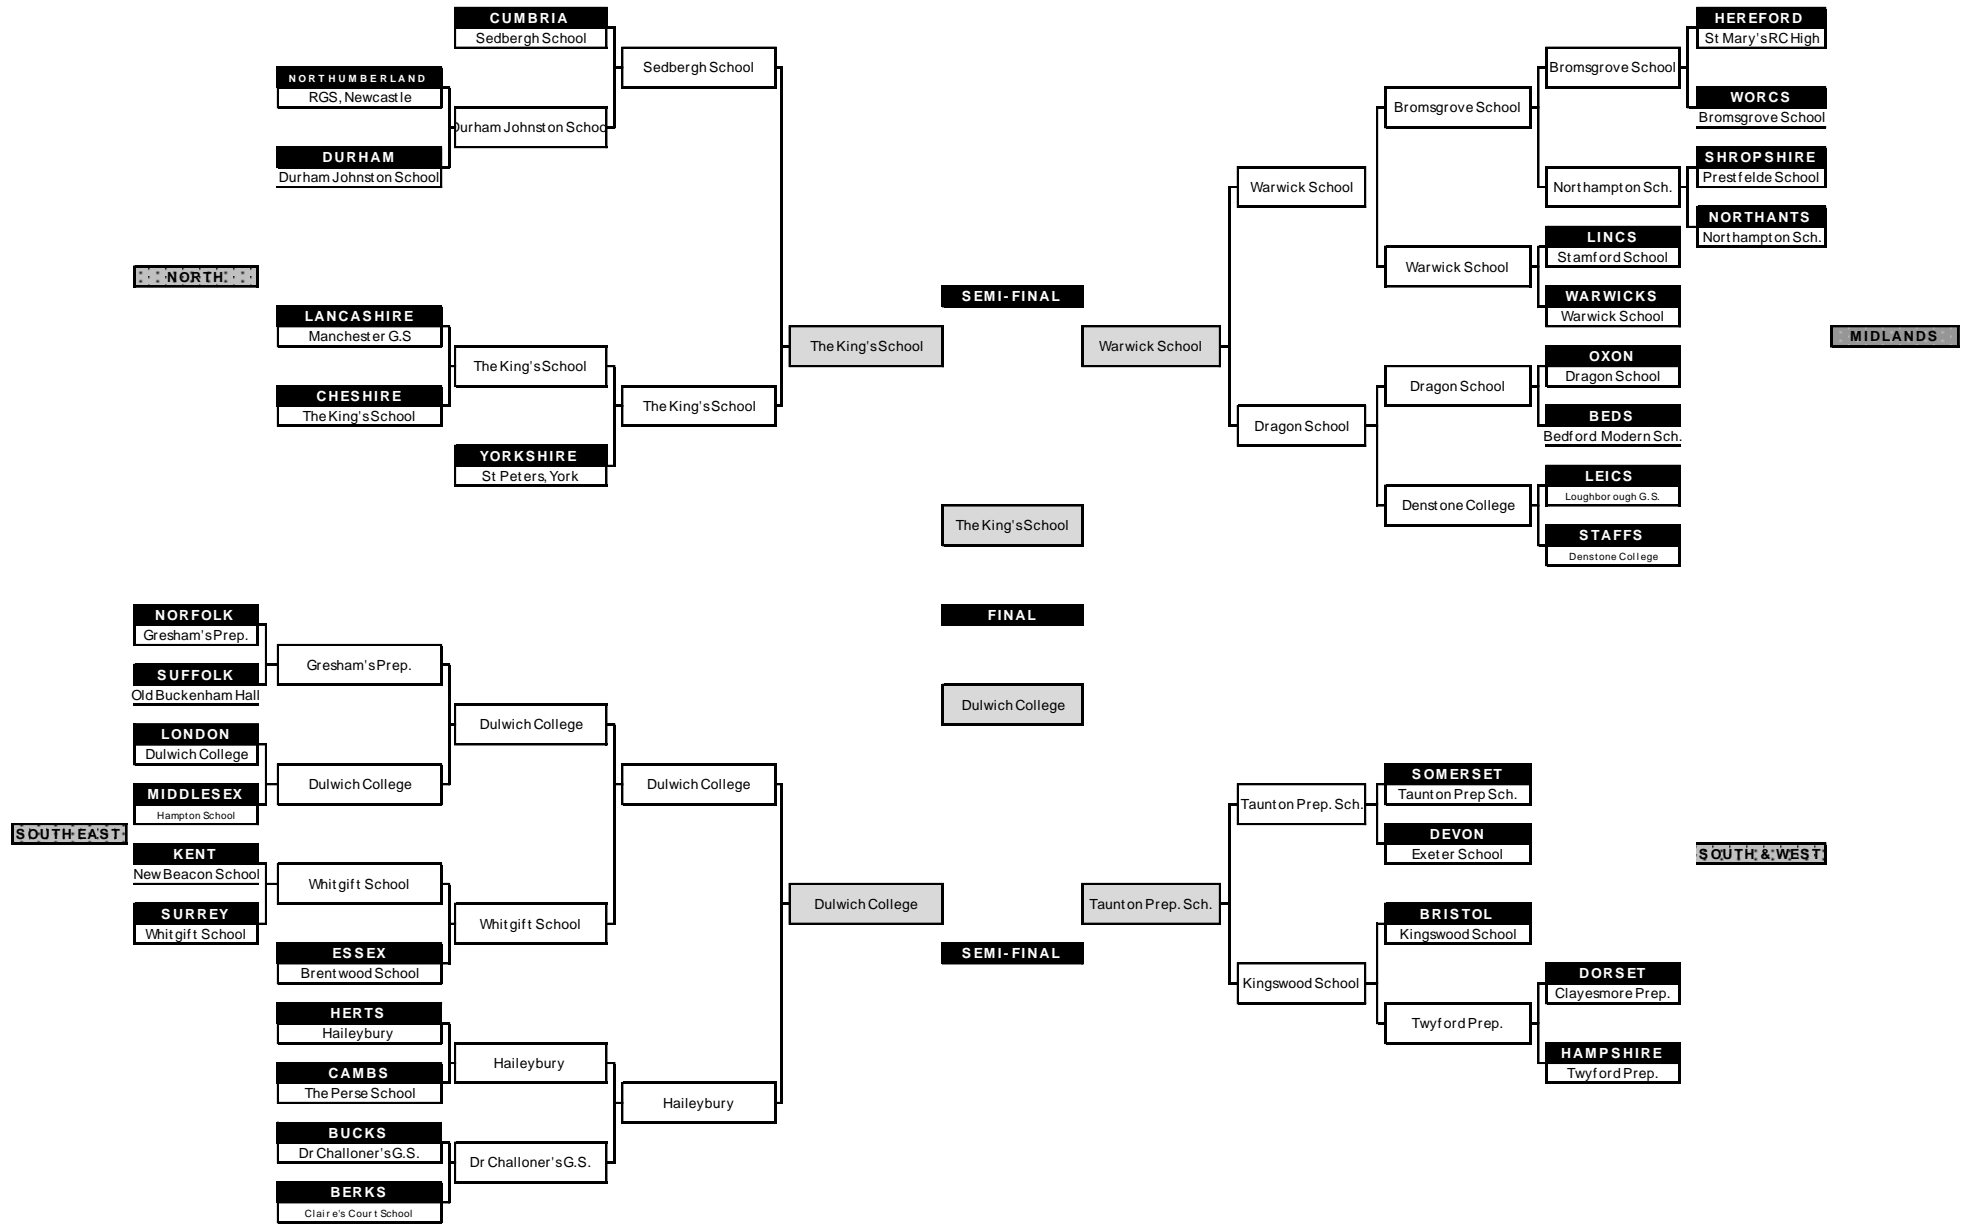 CUMBRIA
Sedbergh School
Sedbergh School
NORTHUMBERLAND
RGS, Newcastle
Durham Johnston School
DURHAM
Durham Johnston School
NORTH
LANCASHIRE
Manchester G.S
The King's School
CHESHIRE
The King's School
The King's School
YORKSHIRE
St Peters, York
The King's School
SEMI-FINAL
Warwick School
HEREFORD
St Mary's RC High
Bromsgrove School
WORCS
Bromsgrove School
Bromsgrove School
SHROPSHIRE
Prestfelde School
Northampton Sch.
NORTHANTS
Northampton Sch.
Warwick School
LINCS
Stamford School
Warwick School
WARWICKS
Warwick School
MIDLANDS
OXON
Dragon School
Dragon School
BEDS
Bedford Modern Sch.
Dragon School
LEICS
Loughborough G.S.
Denstone College
STAFFS
Denstone College
The King's School
FINAL
Dulwich College
NORFOLK
Gresham's Prep.
Gresham's Prep.
SUFFOLK
Old Buckenham Hall
Dulwich College
LONDON
Dulwich College
Dulwich College
MIDDLESEX
Hampton School
Dulwich College
SOUTH EAST
KENT
New Beacon School
Whitgift School
SURREY
Whitgift School
Whitgift School
ESSEX
Brentwood School
Dulwich College
SEMI-FINAL
Taunton Prep. Sch.
HERTS
Haileybury
Haileybury
CAMBS
The Perse School
Haileybury
BUCKS
Dr Challoner's G.S.
Dr Challoner's G.S.
BERKS
Claire's Court School
SOMERSET
Taunton Prep Sch.
Taunton Prep. Sch.
DEVON
Exeter School
SOUTH & WEST
BRISTOL
Kingswood School
Kingswood School
DORSET
Clayesmore Prep.
Twyford Prep.
HAMPSHIRE
Twyford Prep.